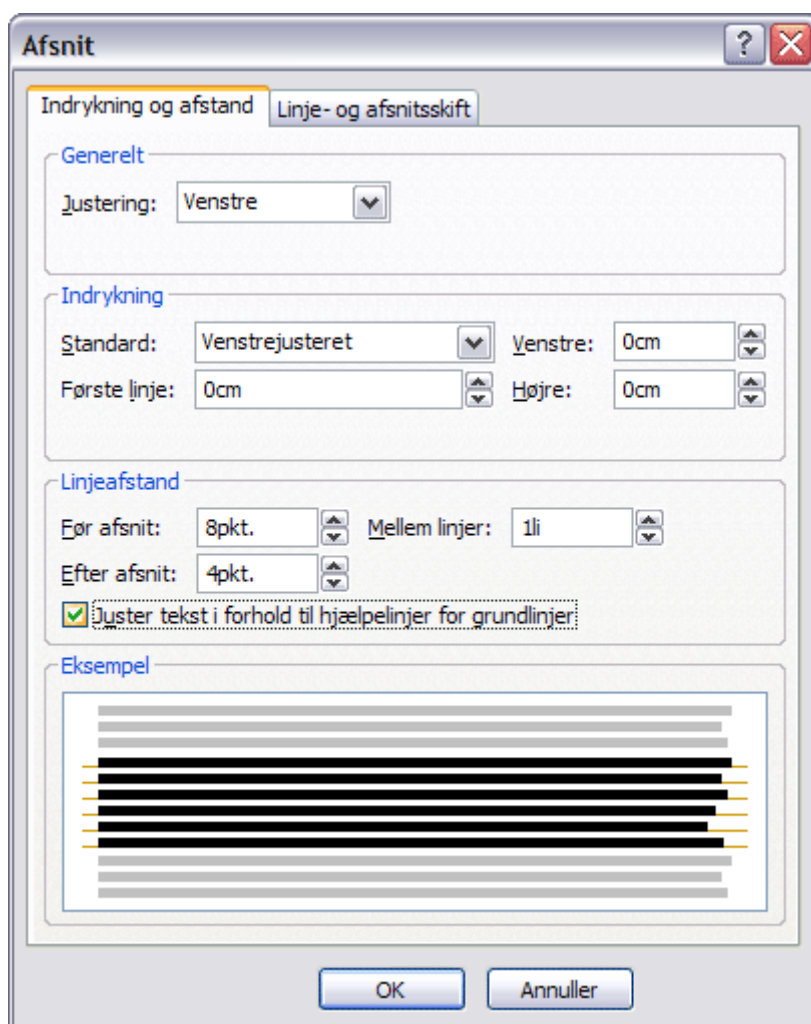 Afsnit
Indrykning og afstand
Linje- og afsnitsskift
Generelt
Justering: Venstre
Indrykning
Standard: Venstrejusteret Venstre: 0cm
Første linje: 0cm Højre: 0cm
Linjeafstand
Før afsnit: 8pkt. Mellem linjer: 1li
Efter afsnit: 4pkt.
Juster tekst i forhold til hjælpelinjer for grundlinjer
Eksempel
OK Annuller